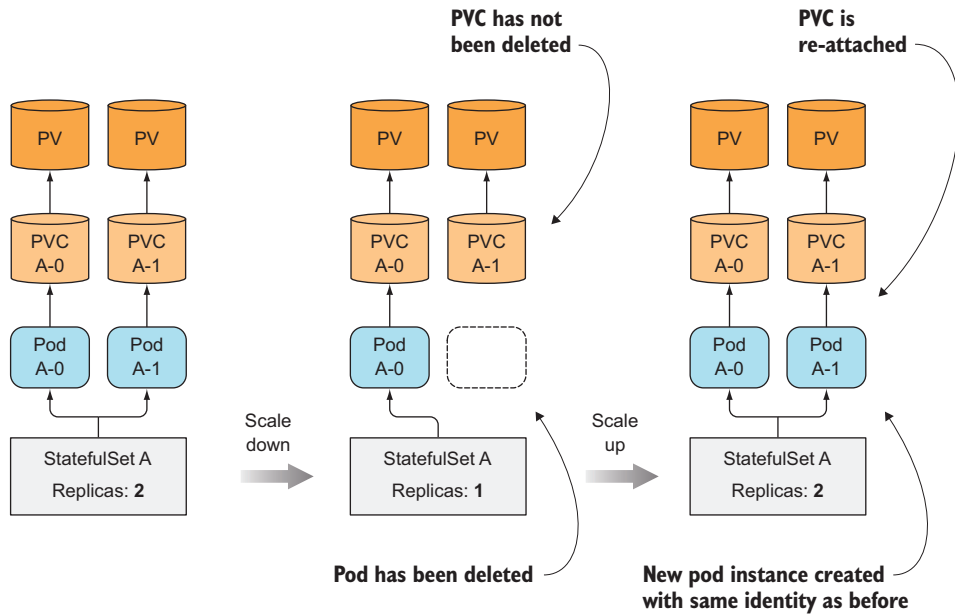 PVC has not
been deleted
PVC is
re-attached
PV
PV
PV
PV
PV
PV
PVC
A-0
PVC
A-1
PVC
A-0
PVC
A-1
PVC
A-0
PVC
A-1
Pod
A-0
Pod
A-1
Pod
A-0
Pod
A-0
Pod
A-1
StatefulSet A
Replicas: 2
Scale
down
StatefulSet A
Replicas: 1
Scale
up
StatefulSet A
Replicas: 2
Pod has been deleted
New pod instance created
with same identity as before